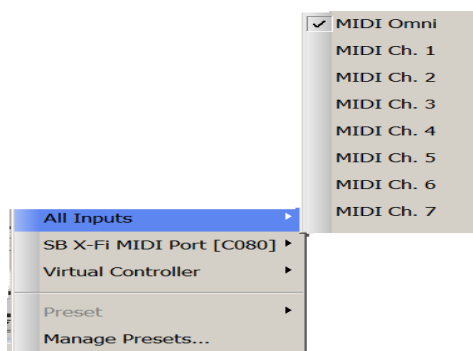 MIDI Omni
MIDI Ch. 1
MIDI Ch. 2
MIDI Ch. 3
MIDI Ch. 4
MIDI Ch. 5
MIDI Ch. 6
MIDI Ch. 7
All Inputs
SB X-Fi MIDI Port [C080]
Virtual Controller
Preset
Manage Presets...